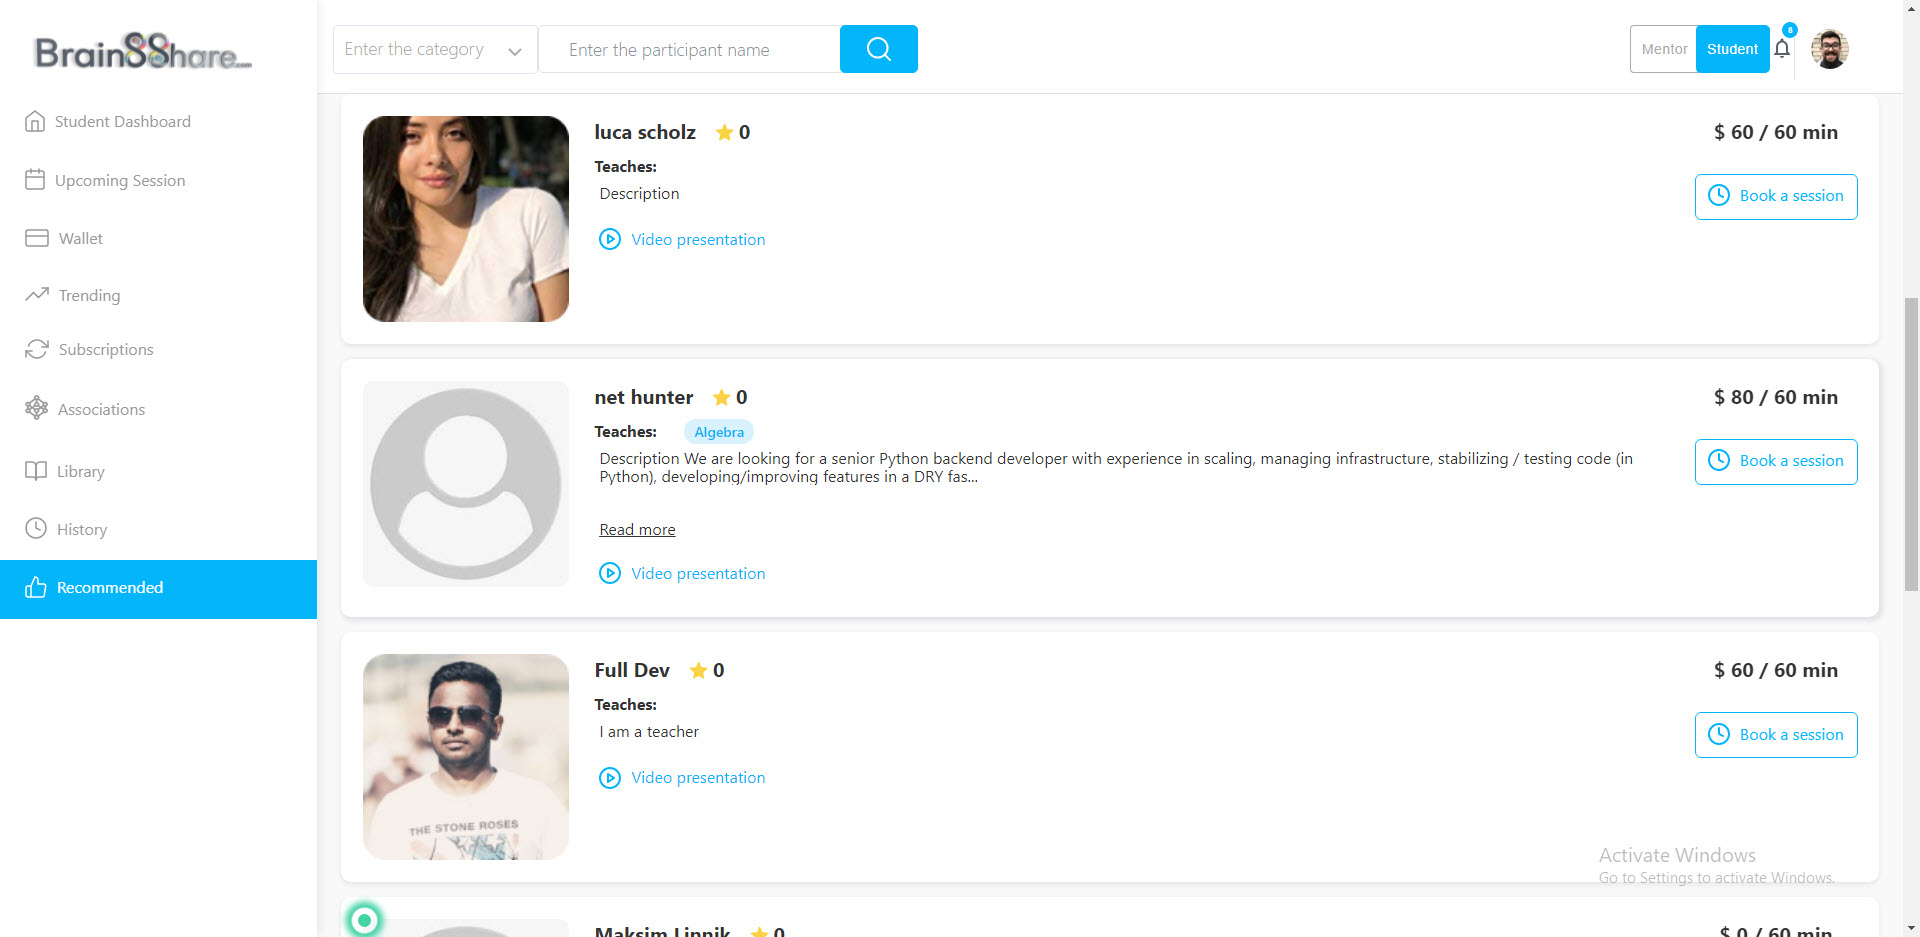 Brain88hare.com
Enter the category
Enter the participant name
Mentor
Student
8
Student Dashboard
Upcoming Session
Wallet
Trending
Subscriptions
Associations
Library
History
Recommended
luca scholz 0
$ 60 / 60 min
Teaches:
Description
Book a session
Video presentation
net hunter 0
$ 80 / 60 min
Teaches: Algebra
Description We are looking for a senior Python backend developer with experience in scaling, managing infrastructure, stabilizing / testing code (in
Python), developing/improving features in a DRY fas...
Book a session
Read more
Video presentation
Full Dev 0
$ 60 / 60 min
Teaches:
I am a teacher
Book a session
Video presentation
THE STONE ROSES
Activate Windows
Go to Settings to activate Windows.
Maksim Linnik 0
$ 0 / 60 min